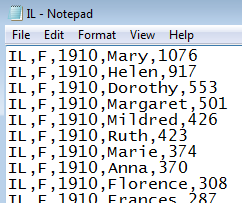 IL - Notepad
File Edit Format View Help
IL,F,1910,Mary,1076
IL,F,1910,Helen,917
IL,F,1910,Dorothy,553
IL,F,1910,Margaret,501
IL,F,1910,Mildred,426
IL,F,1910,Ruth,423
IL,F,1910,Marie,374
IL,F,1910,Anna,370
IL,F,1910,Florence,308
IL,F,1910,Frances,287